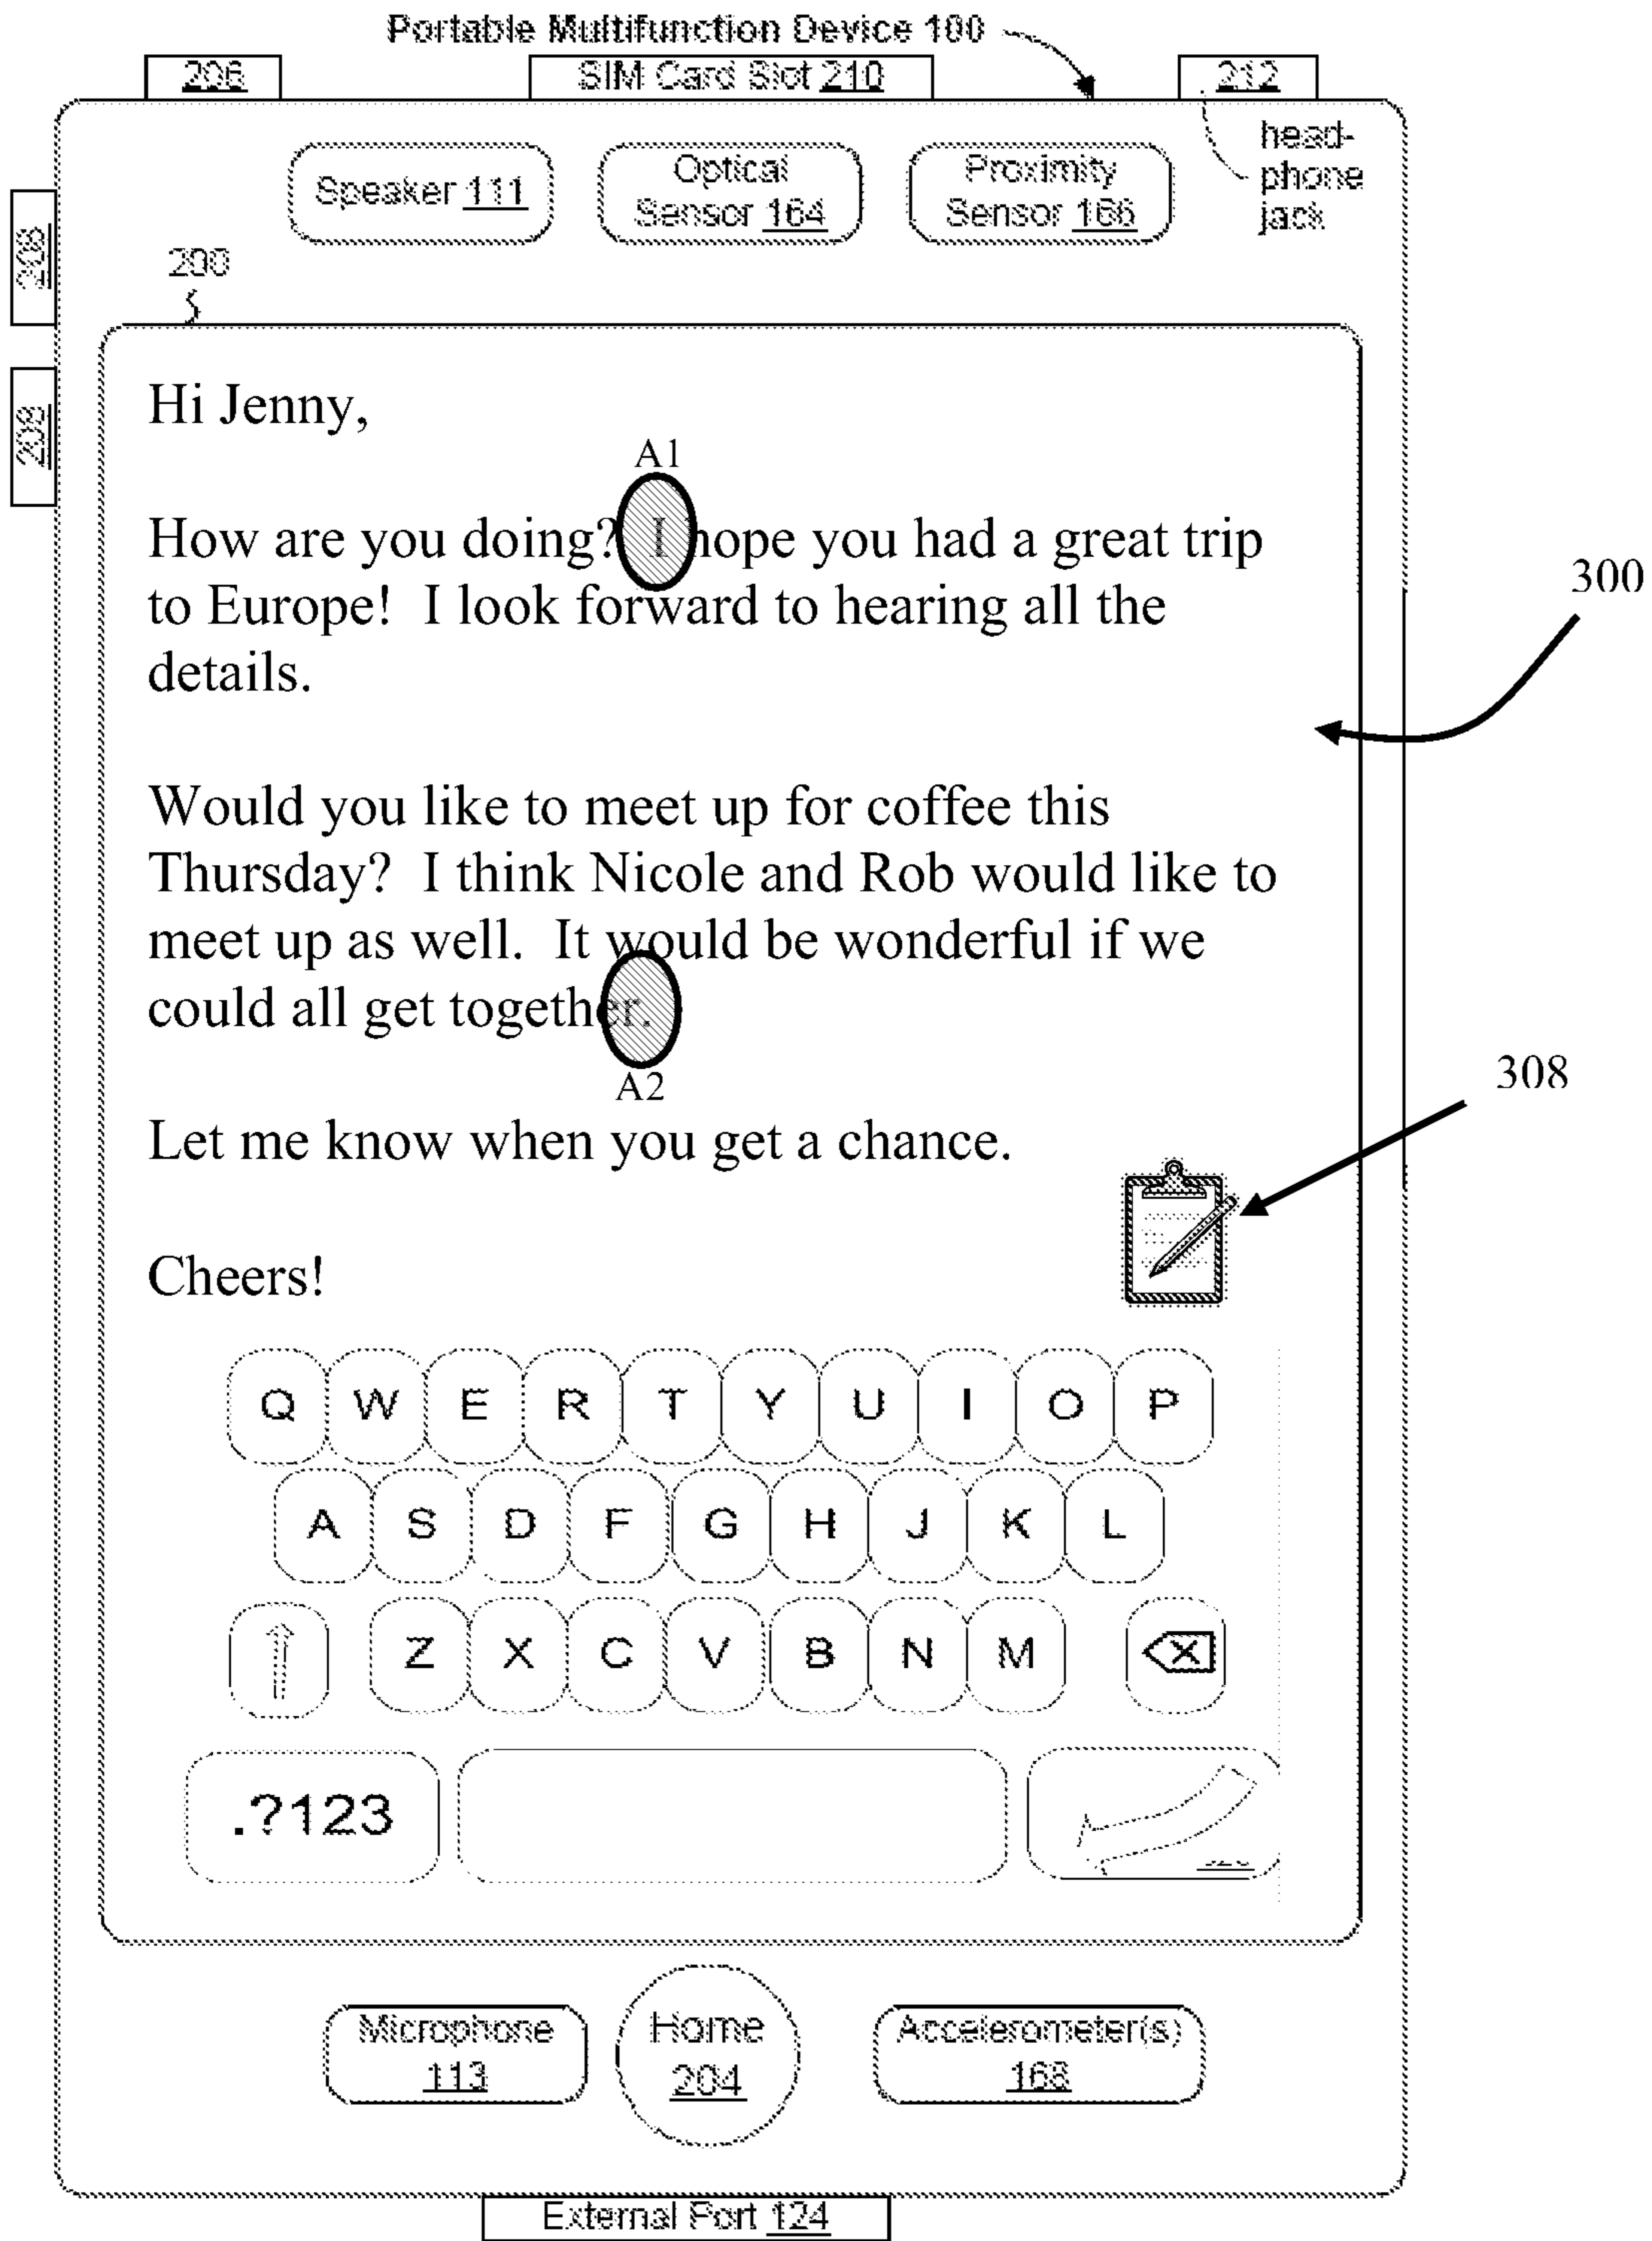 Portable Multifunction Device 100
206
SIM Card Slot 210
212
head-
phone
jack
Speaker 111
Optical
Sensor 164
Proximity
Sensor 166
208
208
200
Hi Jenny,
A1
How are you doing?  I hope you had a great trip
to Europe!  I look forward to hearing all the
details.
300
Would you like to meet up for coffee this
Thursday?  I think Nicole and Rob would like to
meet up as well.  It would be wonderful if we
could all get together.
A2
308
Let me know when you get a chance.
Cheers!
Q W E R T Y U I O P
A S D F G H J K L
Z X C V B N M X
.?123
Microphone
113
Home
204
Accelerometer(s)
168
External Port 124